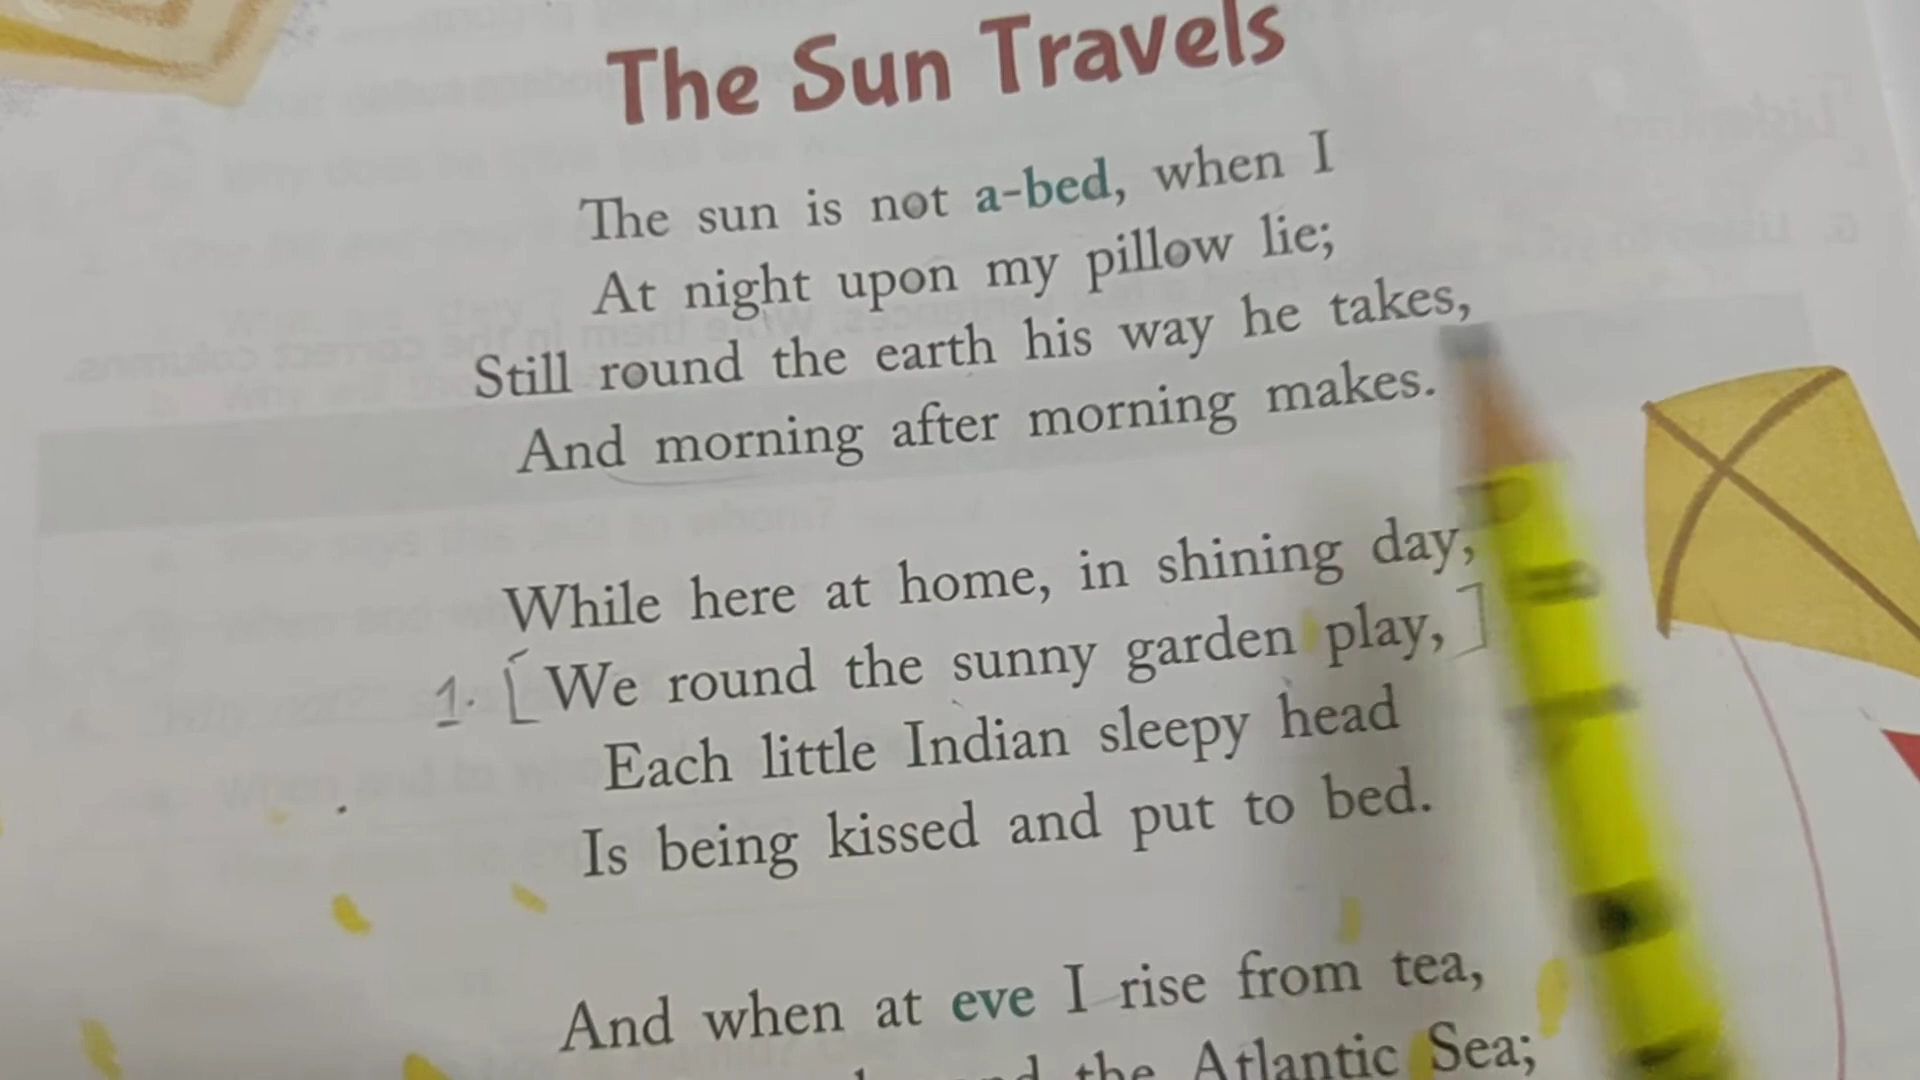 The Sun Travels
The sun is not a-bed, when I
At night upon my pillow lie;
Still round the earth his way he takes,
And morning after morning makes.
While here at home, in shining day,
1. [We round the sunny garden play,]
Each little Indian sleepy head
Is being kissed and put to bed.
And when at eve I rise from tea,
the Atlantic Sea;